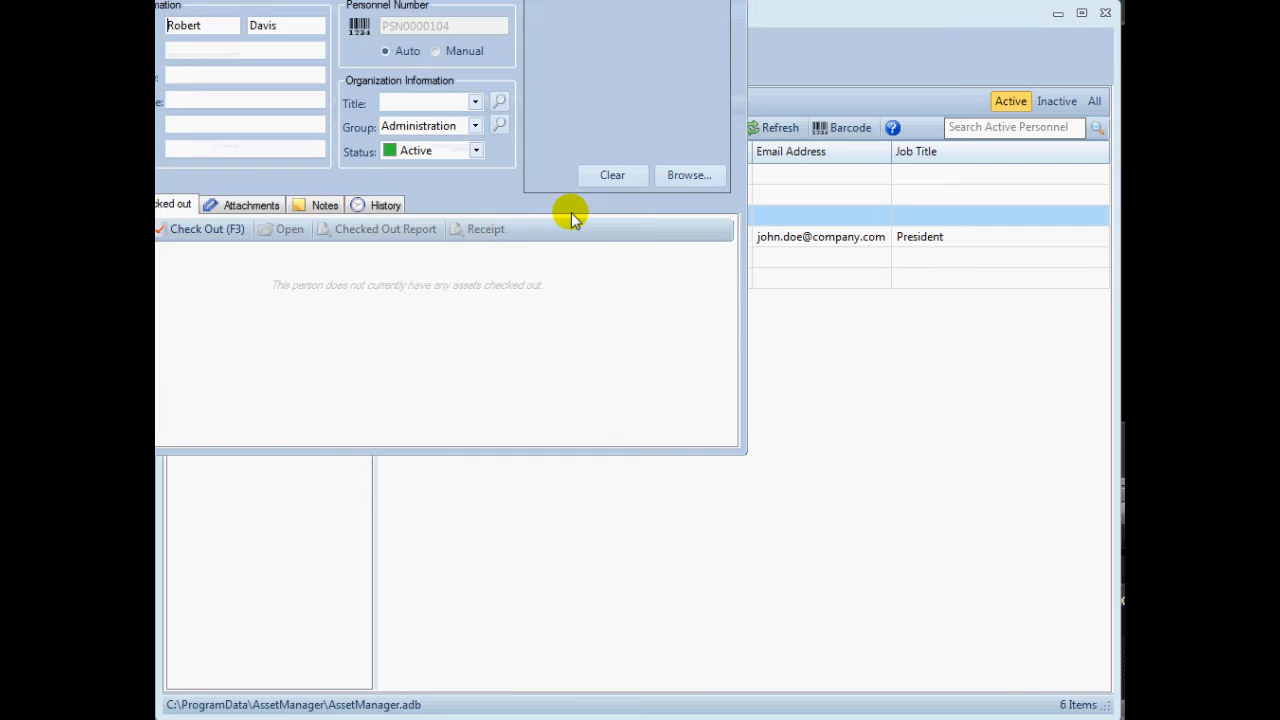 mation
Personnel Number
Robert Davis
1234 PSN0000104
Auto Manual
Organization Information
Title:
Group: Administration
Status: Active
Clear Browse...
cked out Attachments Notes History
Check Out (F3) Open Checked Out Report Receipt
This person does not currently have any assets checked out.
Active Inactive All
Refresh 1234 Barcode ? Search Active Personnel
Email Address Job Title
john.doe@company.com President
C:\ProgramData\AssetManager\AssetManager.adb 6 Items